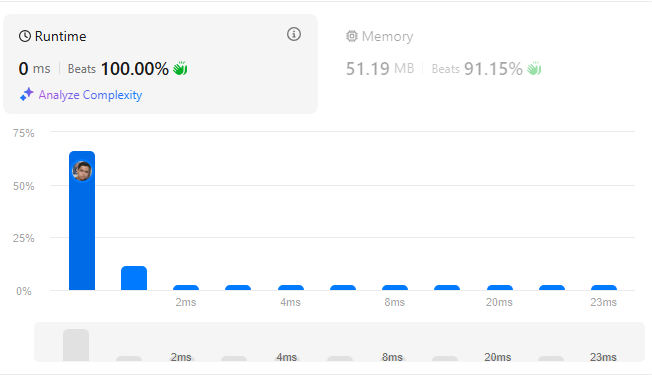 Runtime
0 ms | Beats 100.00%
Analyze Complexity
Memory
51.19 MB | Beats 91.15%
75%
50%
25%
0%
2ms 4ms 8ms 20ms 23ms
2ms 4ms 8ms 20ms 23ms